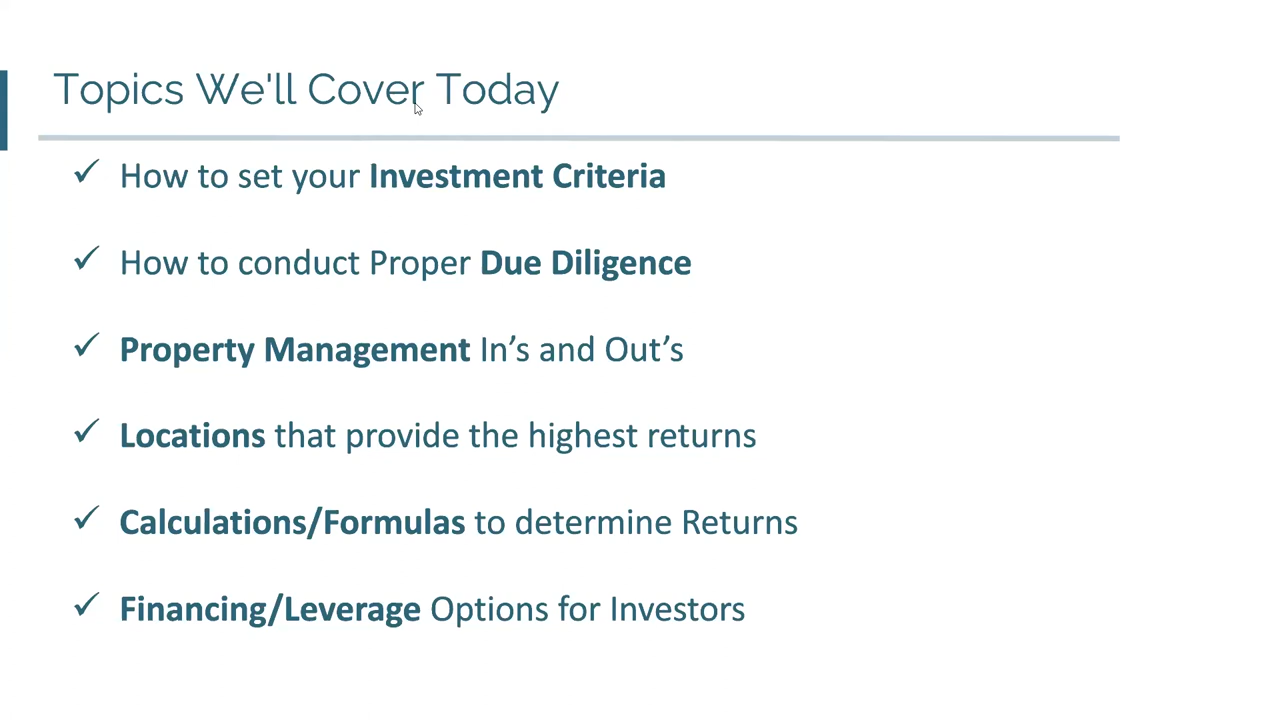 Topics We'll Cover Today
✓ How to set your Investment Criteria
✓ How to conduct Proper Due Diligence
✓ Property Management In’s and Out’s
✓ Locations that provide the highest returns
✓ Calculations/Formulas to determine Returns
✓ Financing/Leverage Options for Investors